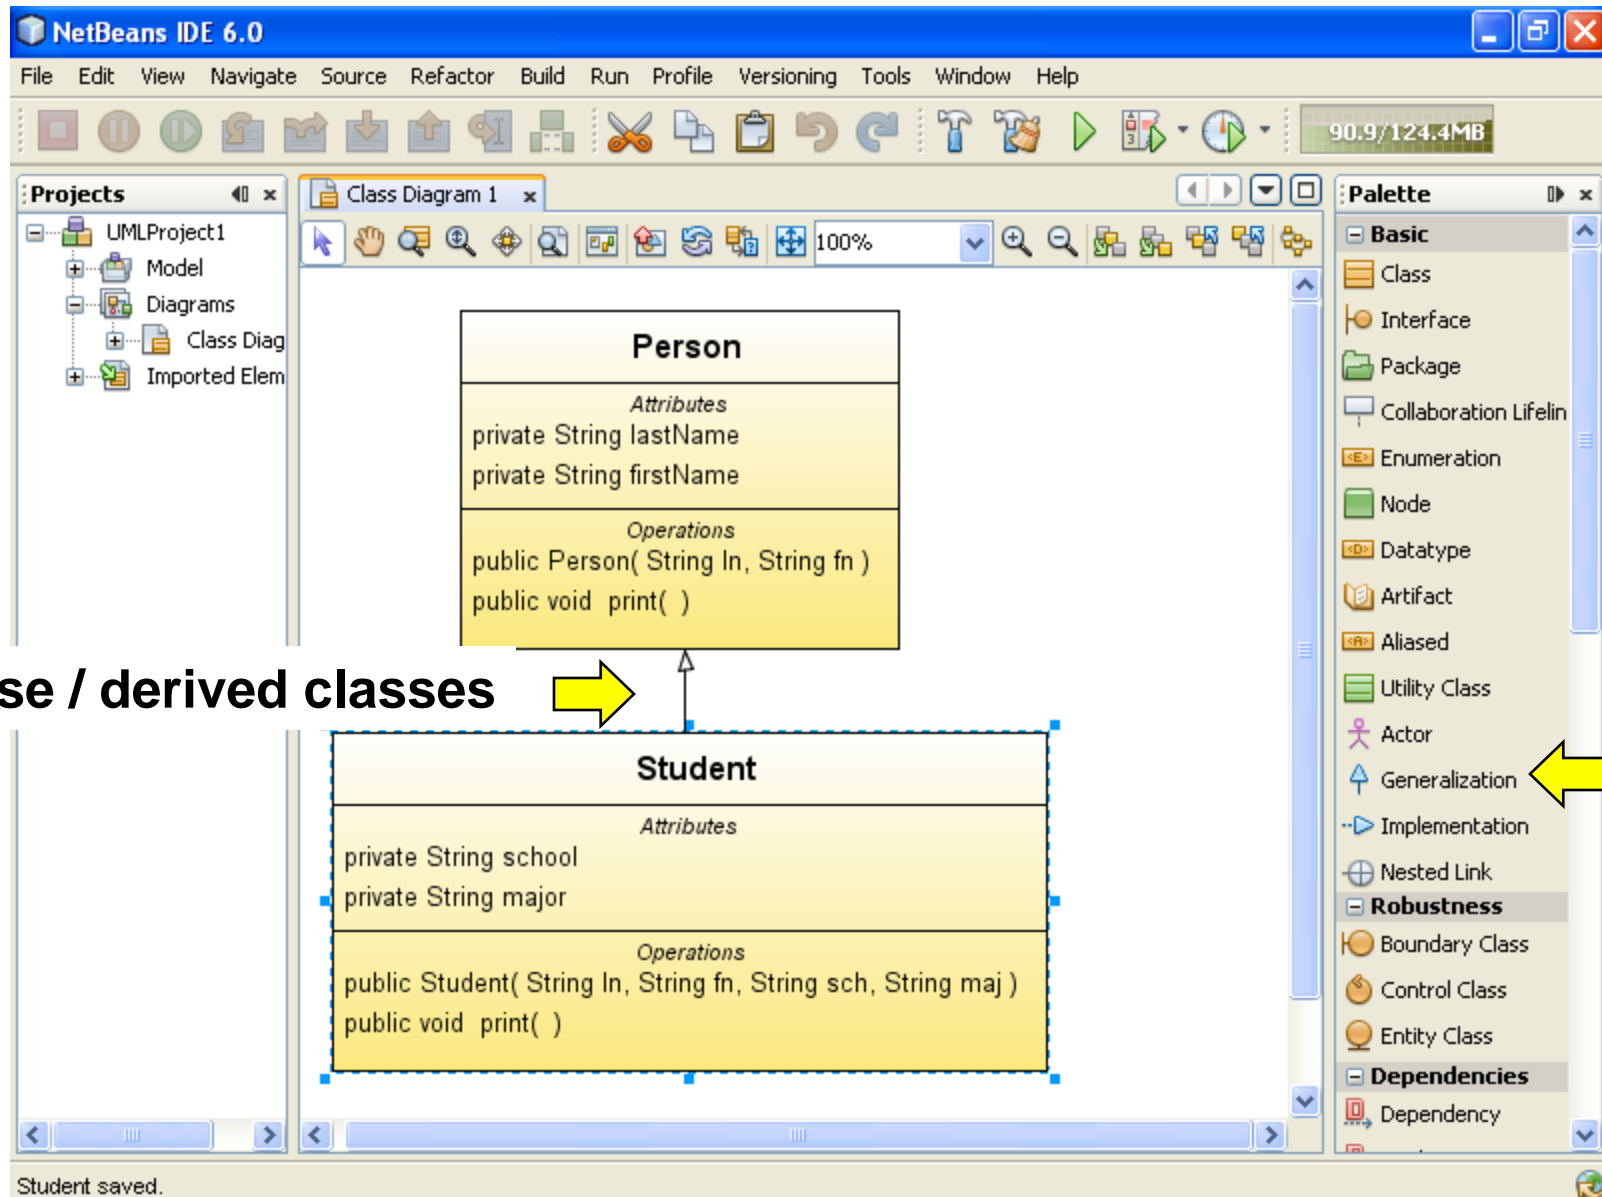 NetBeans IDE 6.0
File Edit View Navigate Source Refactor Build Run Profile Versioning Tools Window Help
90.9/124.4MB
Projects
UMLProject1
Model
Diagrams
Class Diag
Imported Elem
Class Diagram 1
100%
Person
Attributes
private String lastName
private String firstName
Operations
public Person( String ln, String fn )
public void print( )
se / derived classes
Student
Attributes
private String school
private String major
Operations
public Student( String ln, String fn, String sch, String maj )
public void print( )
Palette
Basic
Class
Interface
Package
Collaboration Lifelin
Enumeration
Node
Datatype
Artifact
Aliased
Utility Class
Actor
Generalization
Implementation
Nested Link
Robustness
Boundary Class
Control Class
Entity Class
Dependencies
Dependency
Student saved.